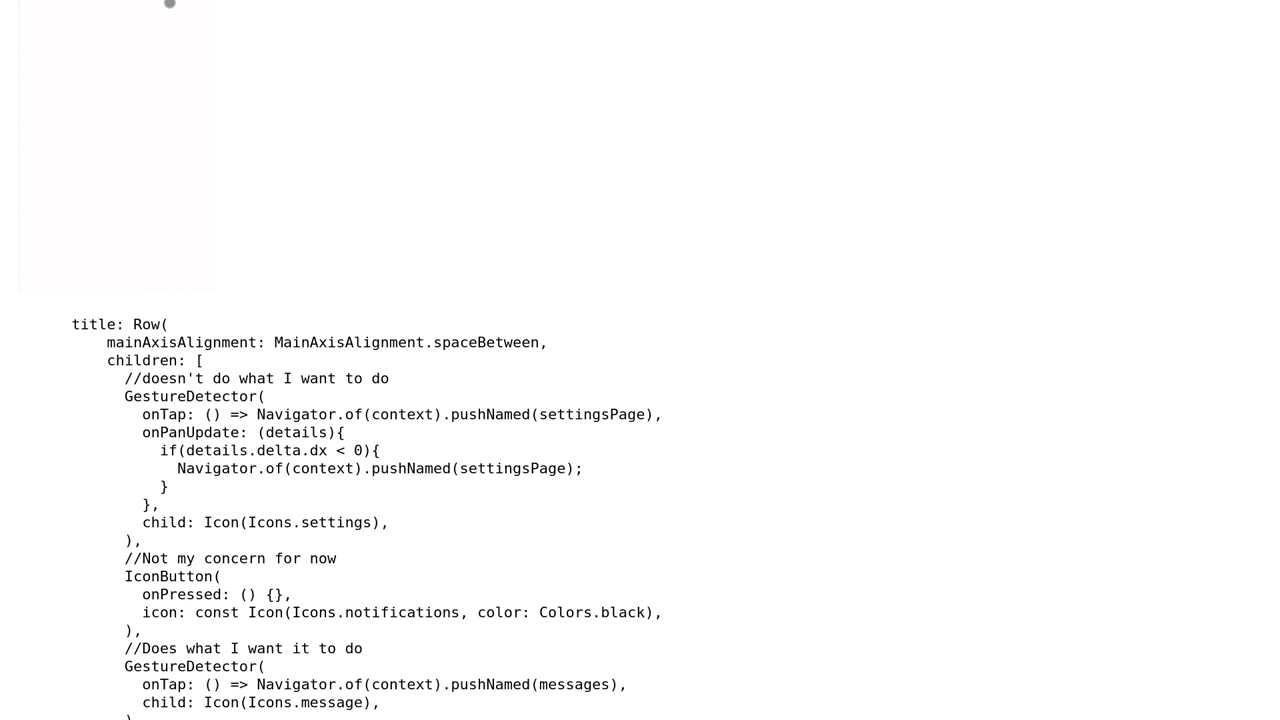 title: Row(
    mainAxisAlignment: MainAxisAlignment.spaceBetween,
    children: [
      //doesn't do what I want to do
      GestureDetector(
        onTap: () => Navigator.of(context).pushNamed(settingsPage),
        onPanUpdate: (details){
          if(details.delta.dx < 0){
            Navigator.of(context).pushNamed(settingsPage);
          }
        },
        child: Icon(Icons.settings),
      ),
      //Not my concern for now
      IconButton(
        onPressed: () {},
        icon: const Icon(Icons.notifications, color: Colors.black),
      ),
      //Does what I want it to do
      GestureDetector(
        onTap: () => Navigator.of(context).pushNamed(messages),
        child: Icon(Icons.message),